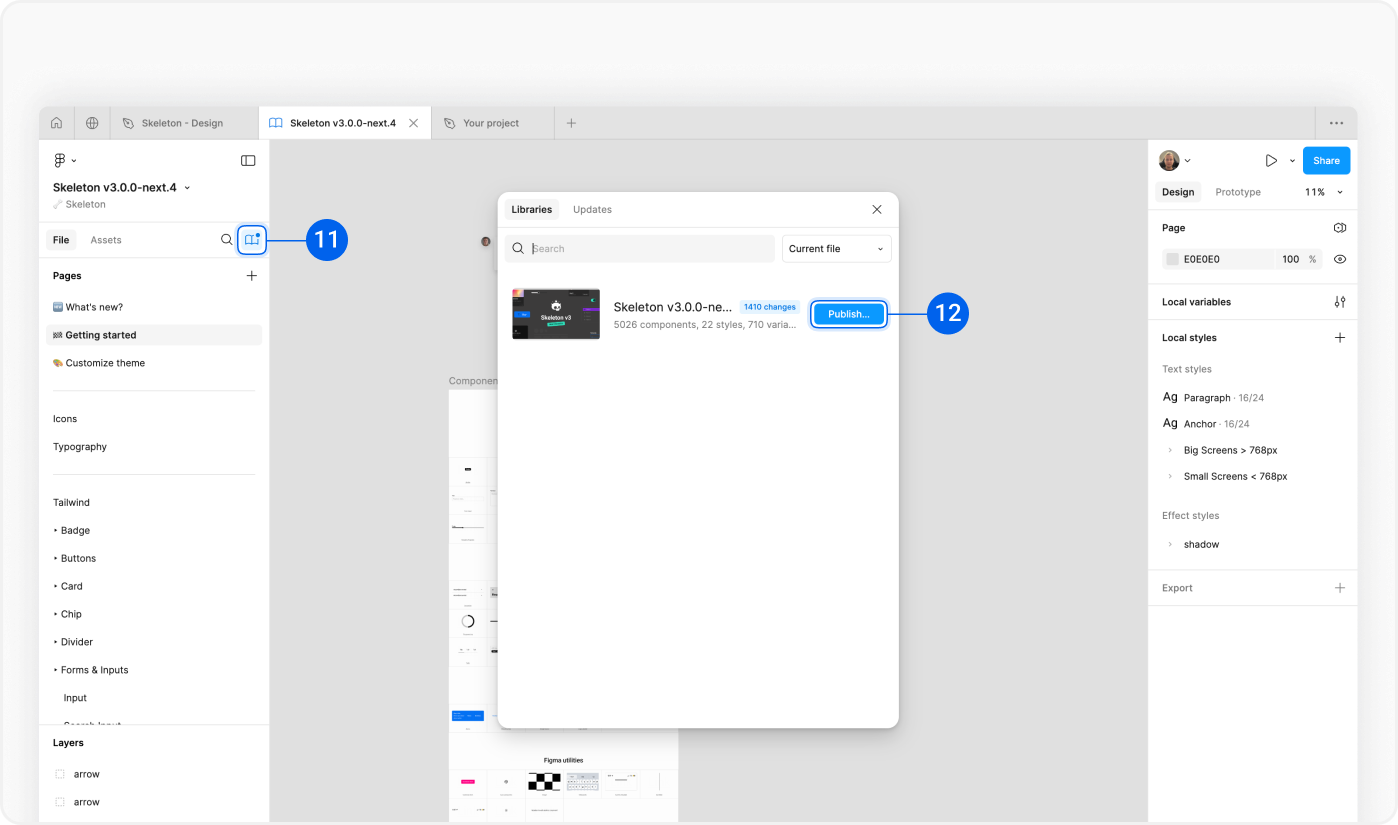 Skeleton - Design
Skeleton v3.0.0-next.4
Your project
Skeleton v3.0.0-next.4
Skeleton
File
Assets
11
Pages
What's new?
Getting started
Customize theme
Icons
Typography
Tailwind
Badge
Buttons
Card
Chip
Divider
Forms & Inputs
Input
Search Input
Layers
arrow
arrow
Componen
Figma utilities
Libraries
Updates
Search
Current file
Skeleton v3
Skeleton v3.0.0-ne...
1410 changes
5026 components, 22 styles, 710 varia...
Publish...
12
Share
Design
Prototype
11%
Page
E0E0E0
100 %
Local variables
Local styles
Text styles
Ag Paragraph · 16/24
Ag Anchor · 16/24
Big Screens > 768px
Small Screens < 768px
Effect styles
shadow
Export